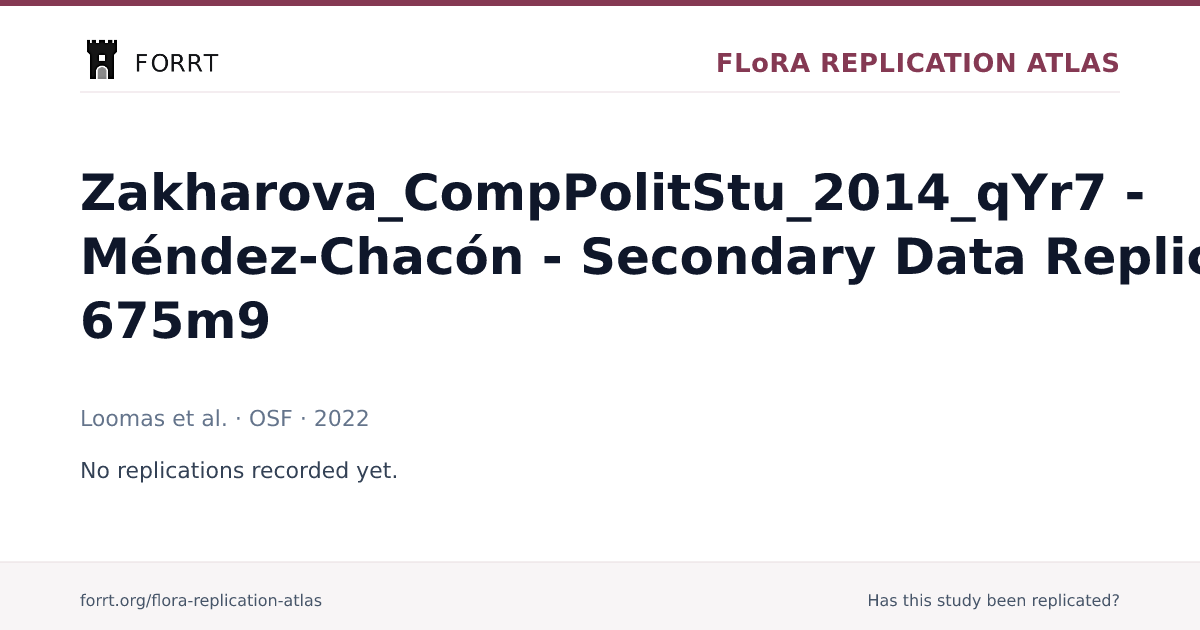 FORRT
FLoRA REPLICATION ATLAS
Zakharova_CompPolitStu_2014_qYr7 -
Méndez-Chacón - Secondary Data
675m9
Loomas et al. · OSF · 2022
No replications recorded yet.
forrt.org/flora-replication-atlas
Has this study been replicated?